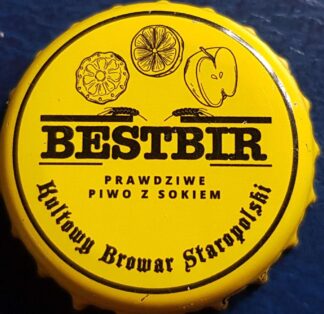 BESTBIR
PRAWDZIWE
PIWO Z SOKIEM
Kultowy Browar Staropolski